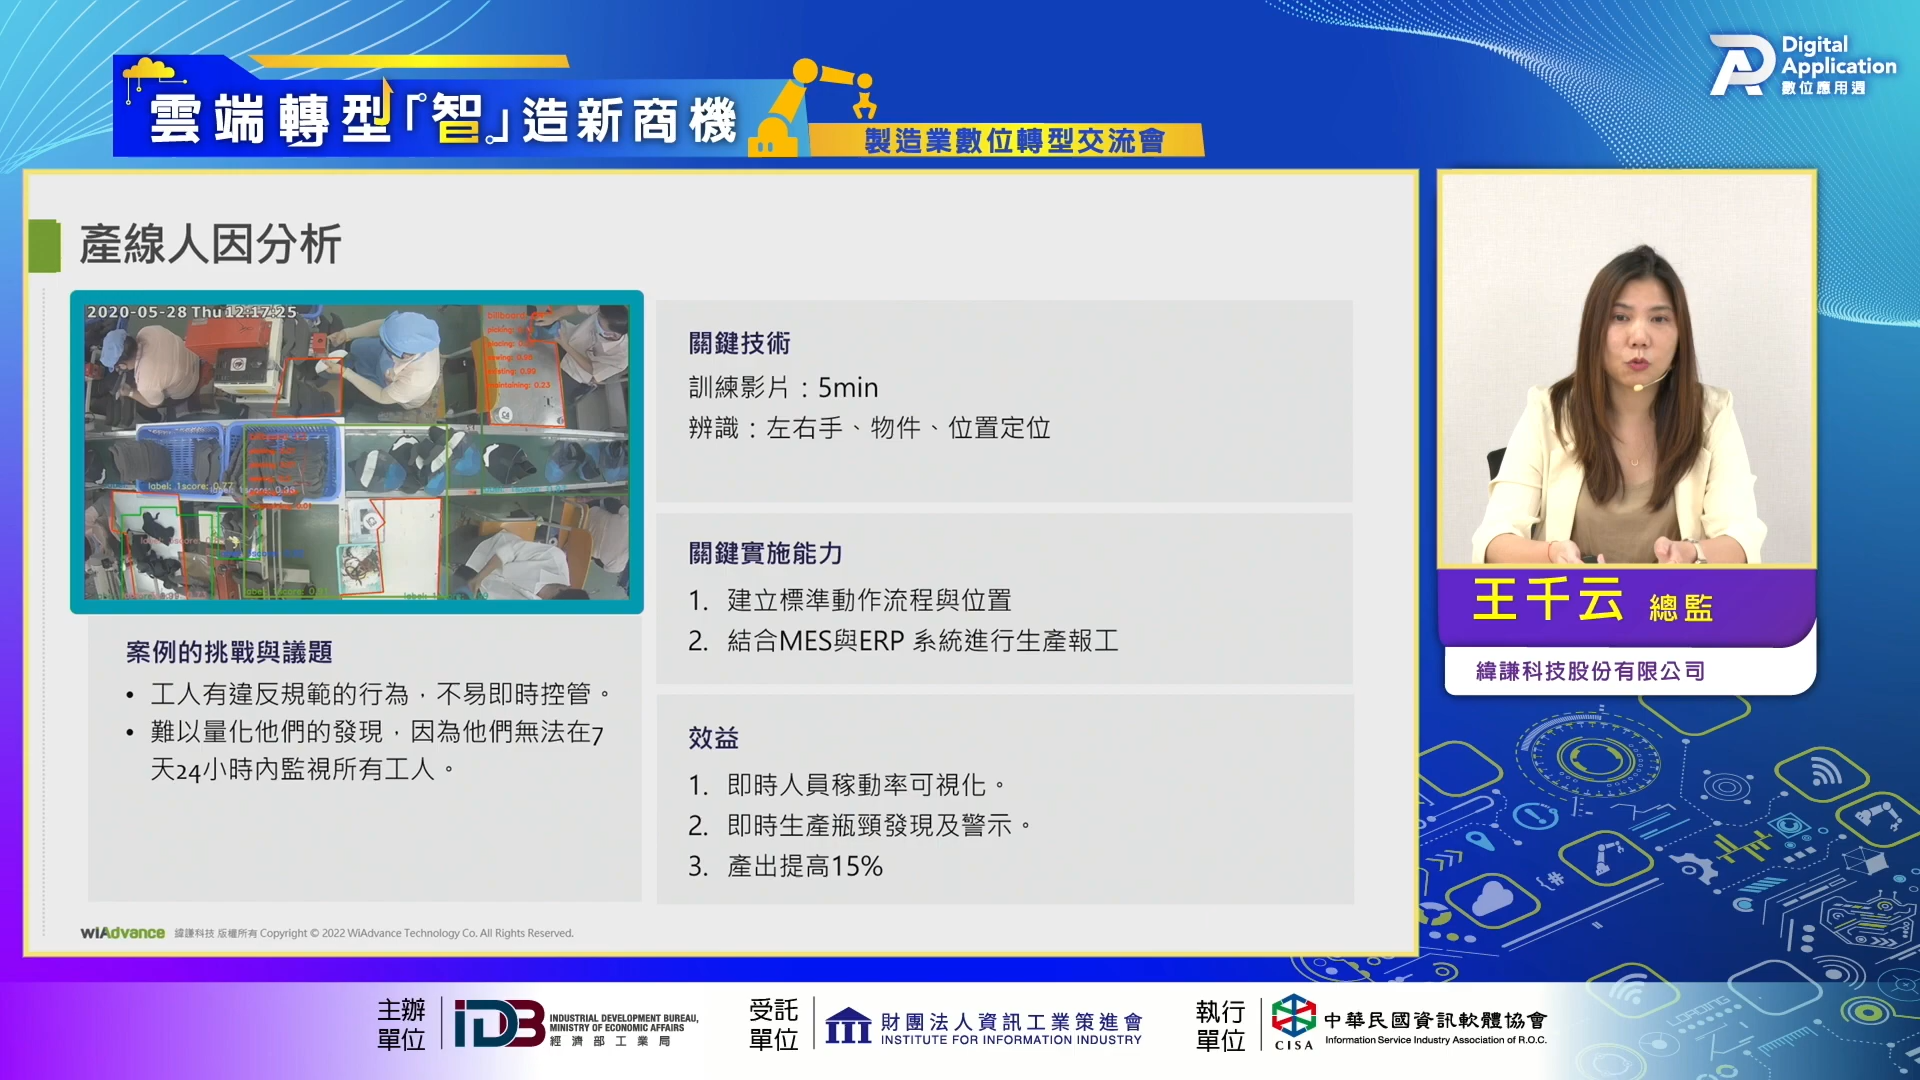 雲端轉型「智」造新商機
製造業數位轉型交流會
Digital
Application
數位應用週
產線人因分析
2020-05-28 Thu 12:17:25
關鍵技術
訓練影片：5min
辨識：左右手、物件、位置定位
關鍵實施能力
1. 建立標準動作流程與位置
2. 結合MES與ERP 系統進行生產報工
案例的挑戰與議題
• 工人有違反規範的行為，不易即時控管。
• 難以量化他們的發現，因為他們無法在7
天24小時內監視所有工人。
效益
1. 即時人員稼動率可視化。
2. 即時生產瓶頸發現及警示。
3. 產出提高15%
wiAdvance 緯謙科技 版權所有 Copyright © 2022 WiAdvance Technology Co. All Rights Reserved.
王千云 總監
緯謙科技股份有限公司
主辦
單位
IDB
INDUSTRIAL DEVELOPMENT BUREAU,
MINISTRY OF ECONOMIC AFFAIRS
經濟部工業局
受託
單位
財團法人資訊工業策進會
INSTITUTE FOR INFORMATION INDUSTRY
執行
單位
CISA
中華民國資訊軟體協會
Information Service Industry Association of R.O.C.